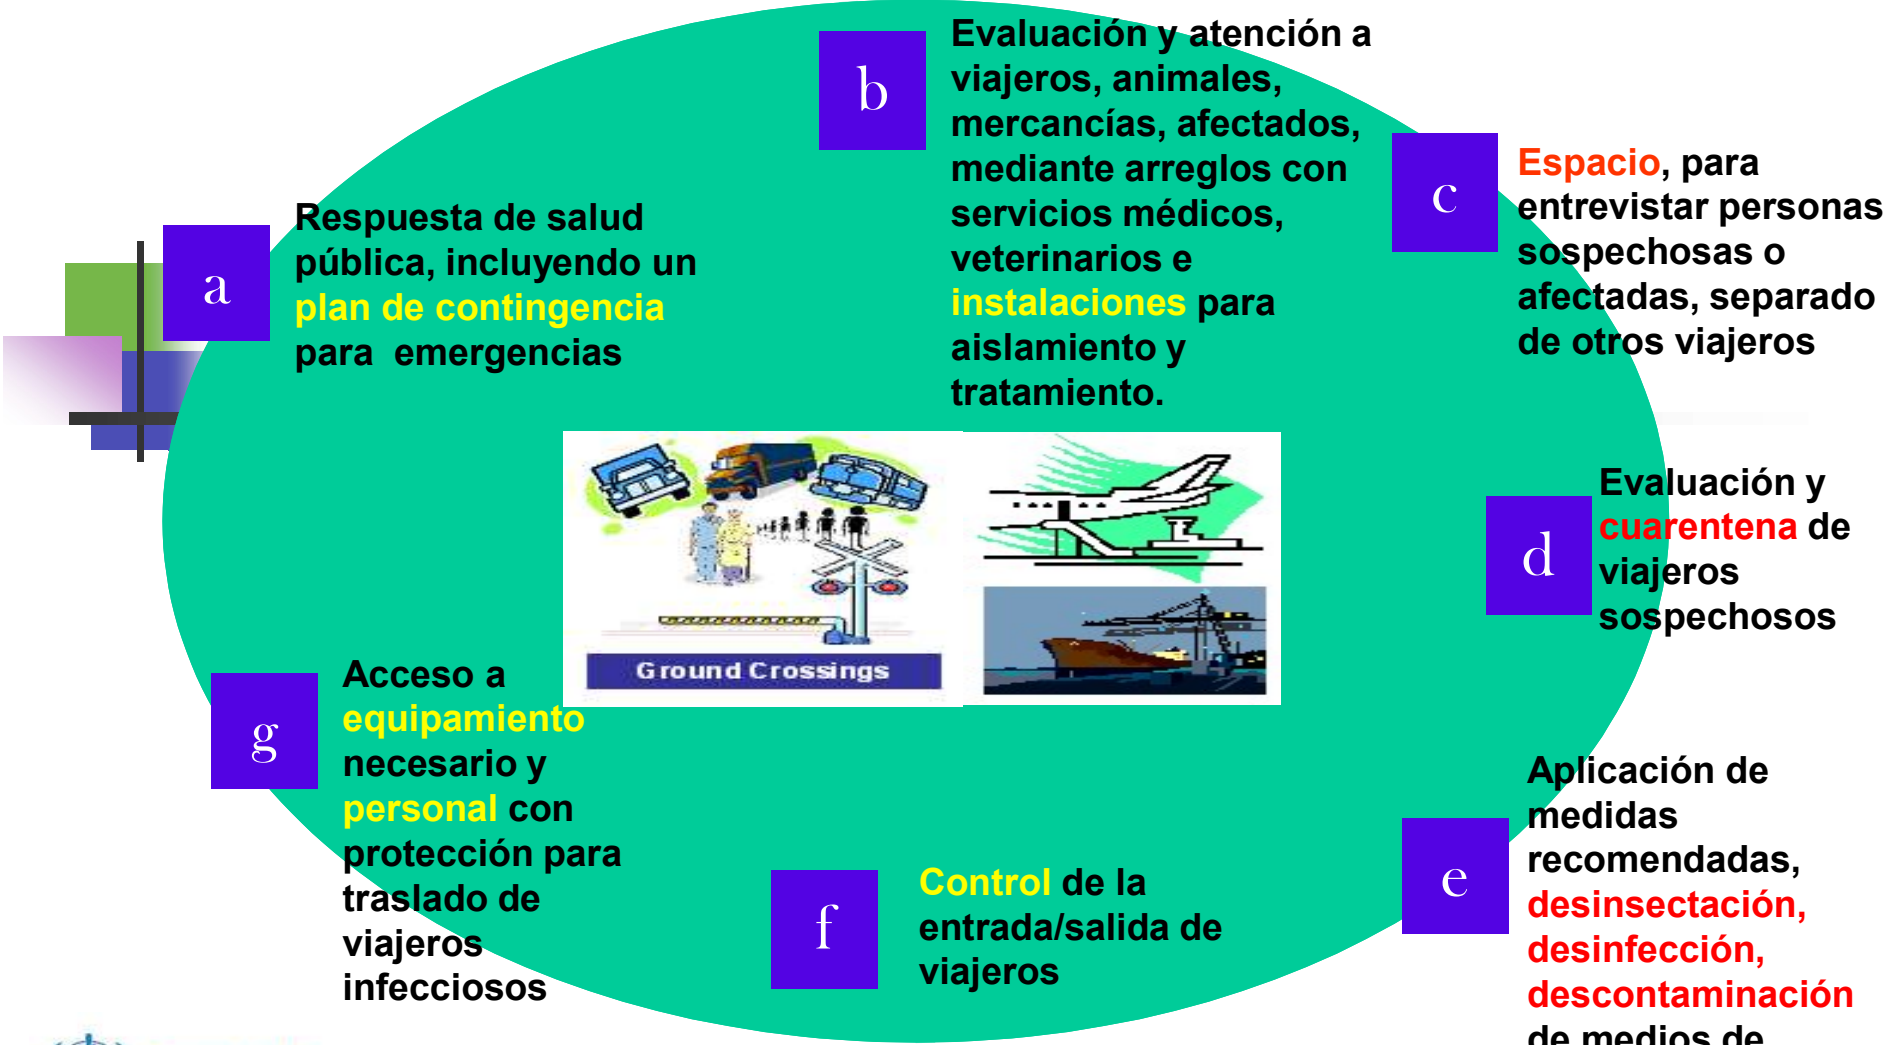 a
Respuesta de salud
pública, incluyendo un
plan de contingencia
para emergencias
b
Evaluación y atención a
viajeros, animales,
mercancías, afectados,
mediante arreglos con
servicios médicos,
veterinarios e
instalaciones para
aislamiento y
tratamiento.
c
Espacio, para
entrevistar personas
sospechosas o
afectadas, separado
de otros viajeros
d
Evaluación y
cuarentena de
viajeros
sospechosos
e
Aplicación de
medidas
recomendadas,
desinsectación,
desinfección,
descontaminación
de medios de
f
Control de la
entrada/salida de
viajeros
g
Acceso a
equipamiento
necesario y
personal con
protección para
traslado de
viajeros
infecciosos
Ground Crossings